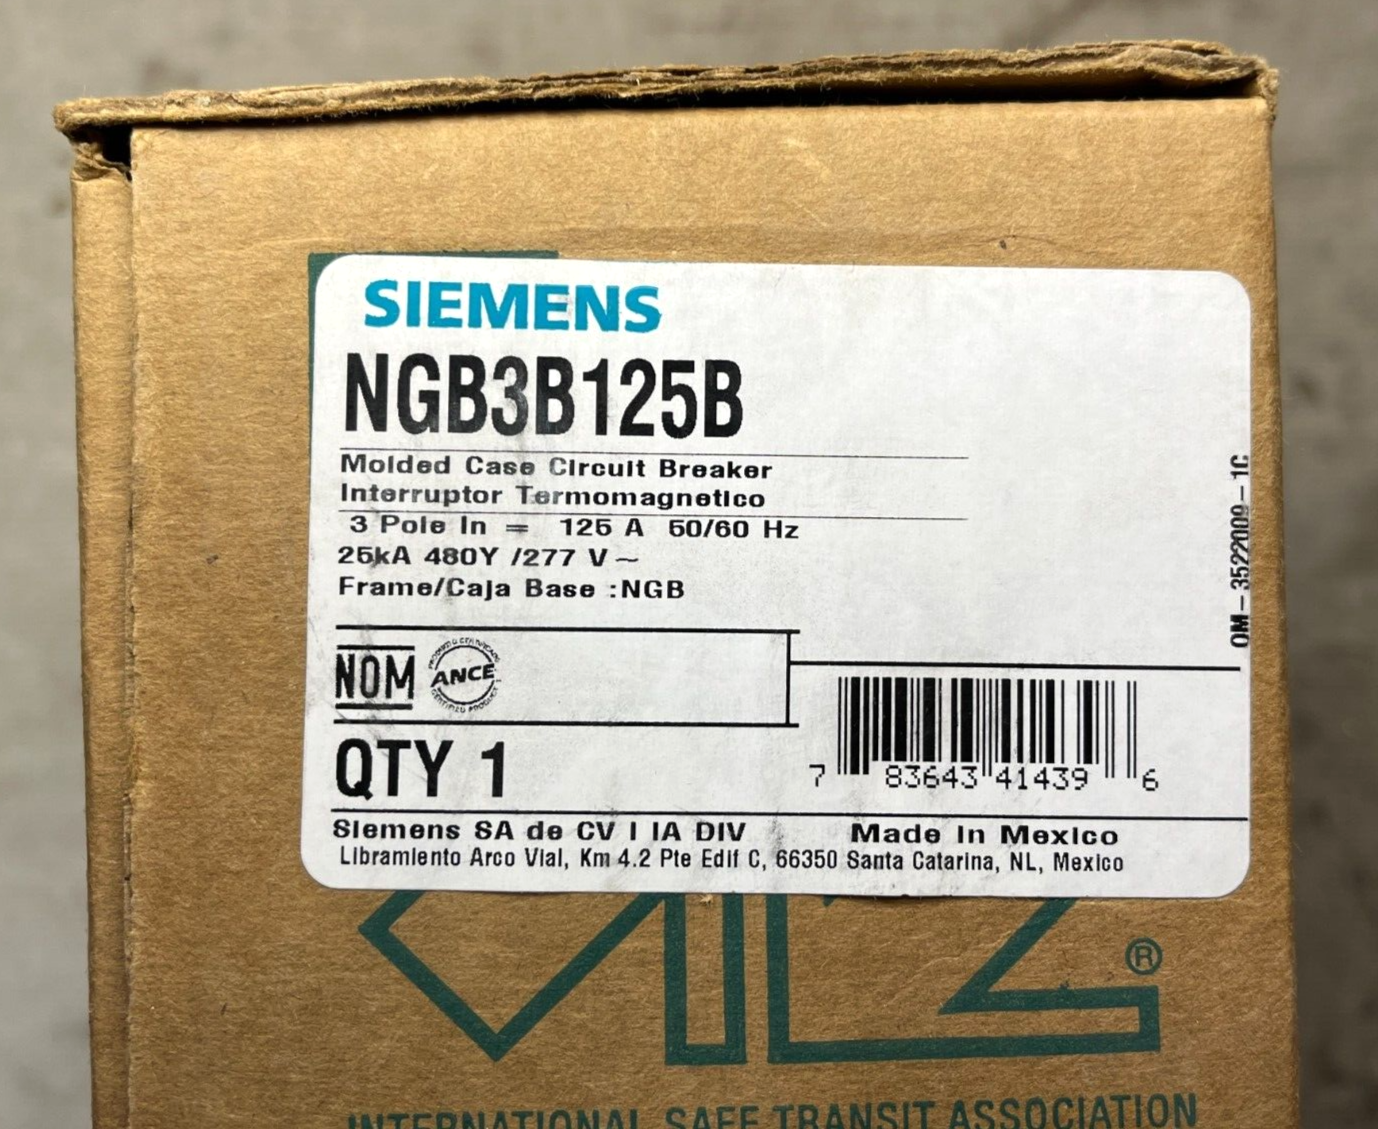 SIEMENS
NGB3B125B
Molded Case Circuit Breaker
Interruptor Termomagnetico
3 Pole In = 125 A 50/60 Hz
25kA 480Y /277 V ~
Frame/Caja Base :NGB
OM-3522009-1C
NOM
ANCE
QTY 1
7 83643 41439 6
Siemens SA de CV I IA DIV Made in Mexico
Libramiento Arco Vial, Km 4.2 Pte Edif C, 66350 Santa Catarina, NL, Mexico
®
INTERNATIONAL SAFE TRANSIT ASSOCIATION